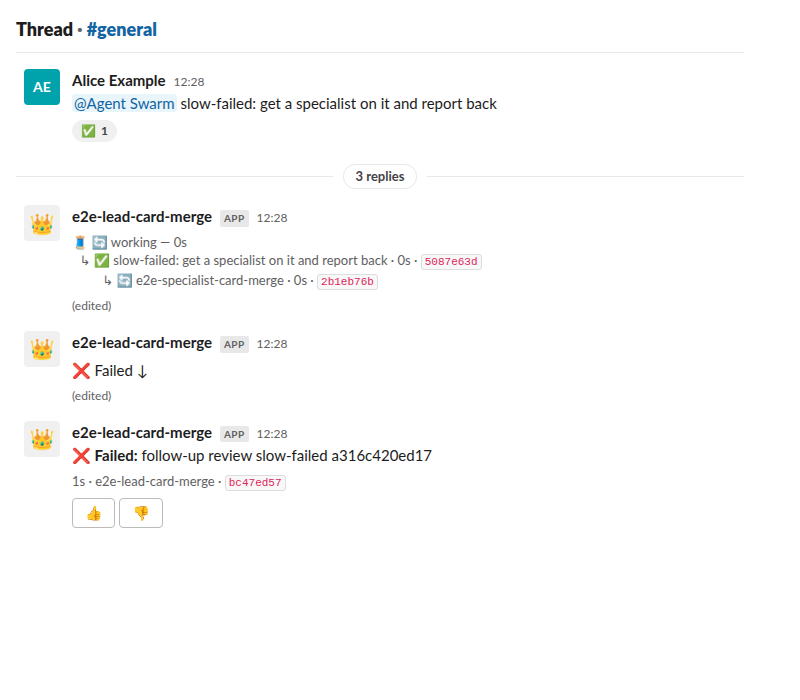 Thread · #general
AE
Alice Example 12:28
@Agent Swarm slow-failed: get a specialist on it and report back
✅ 1
3 replies
e2e-lead-card-merge APP 12:28
🧵 🔄 working — 0s
↳ ✅ slow-failed: get a specialist on it and report back · 0s · 5087e63d
↳ 🔄 e2e-specialist-card-merge · 0s · 2b1eb76b
(edited)
e2e-lead-card-merge APP 12:28
❌ Failed ↓
(edited)
e2e-lead-card-merge APP 12:28
❌ Failed: follow-up review slow-failed a316c420ed17
1s · e2e-lead-card-merge · bc47ed57
👍 👎